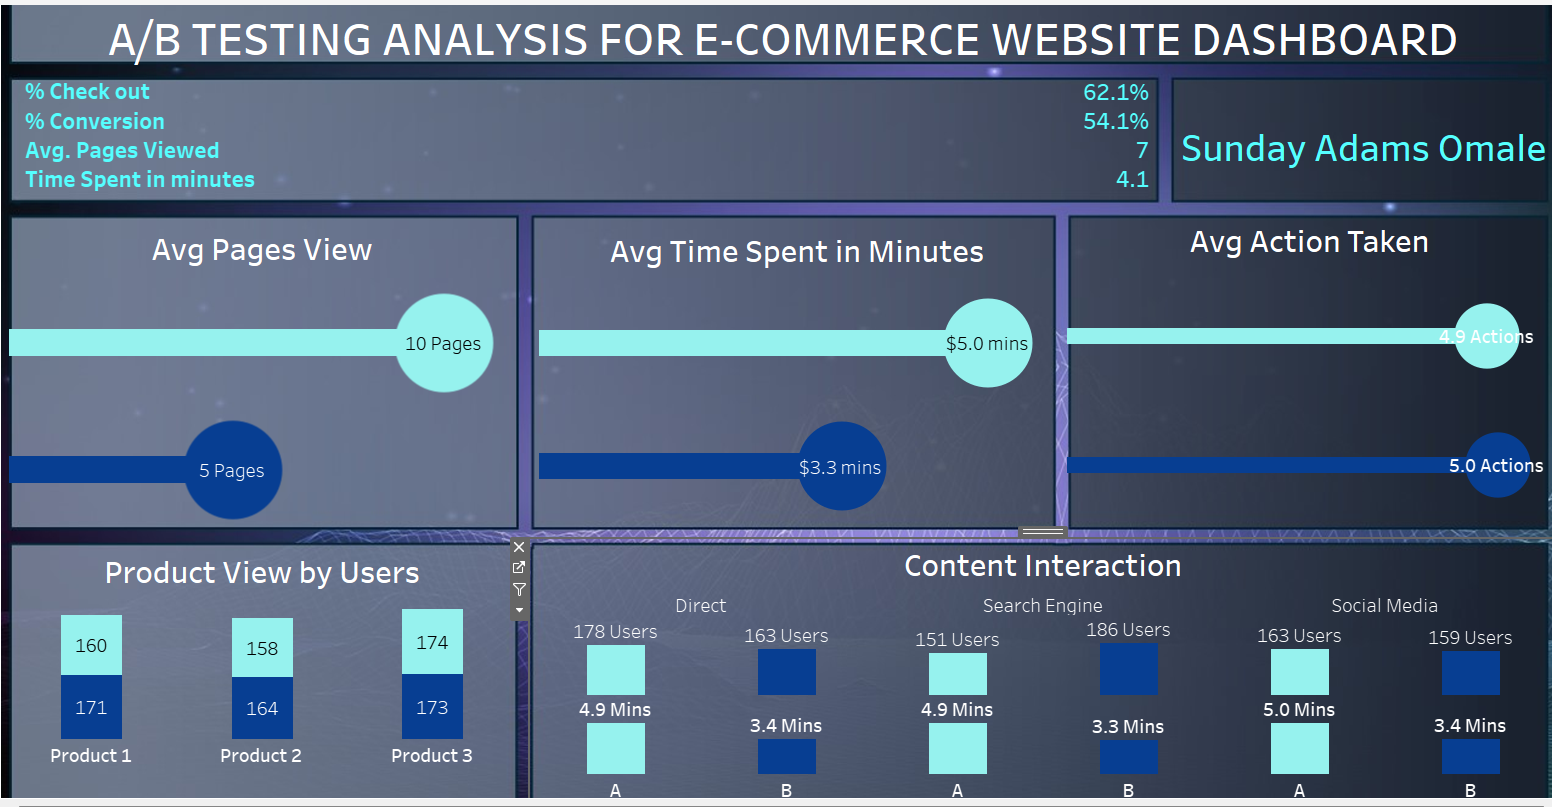 A/B TESTING ANALYSIS FOR E-COMMERCE WEBSITE DASHBOARD
% Check out 62.1%
% Conversion 54.1%
Avg. Pages Viewed 7
Time Spent in minutes 4.1
Sunday Adams Omale
Avg Pages View
10 Pages
5 Pages
Avg Time Spent in Minutes
$5.0 mins
$3.3 mins
Avg Action Taken
4.9 Actions
5.0 Actions
Product View by Users
160 158 174
171 164 173
Product 1 Product 2 Product 3
Content Interaction
Direct Search Engine Social Media
178 Users 163 Users 151 Users 186 Users 163 Users 159 Users
4.9 Mins 3.4 Mins 4.9 Mins 3.3 Mins 5.0 Mins 3.4 Mins
A B A B A B